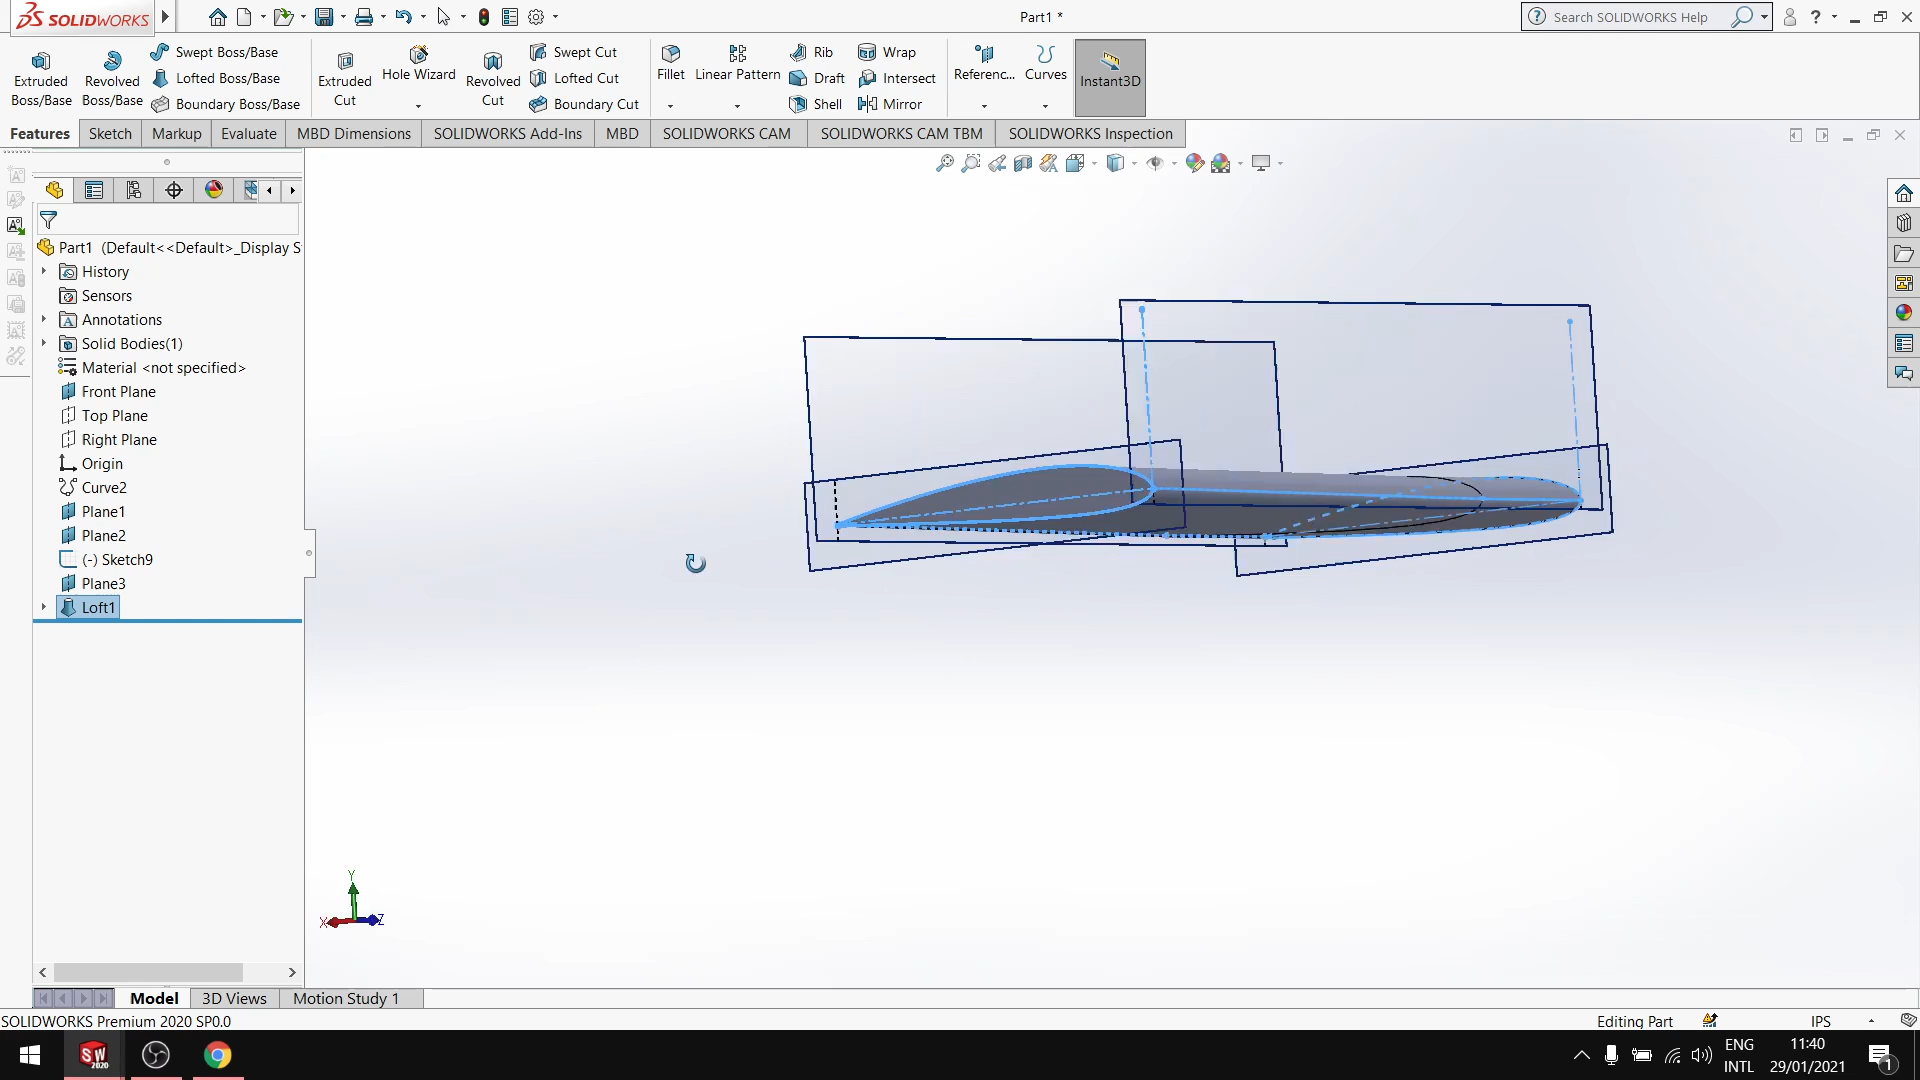 SOLIDWORKS
Part1 *
Search SOLIDWORKS Help
Extruded Boss/Base
Revolved Boss/Base
Swept Boss/Base
Lofted Boss/Base
Boundary Boss/Base
Extruded Cut
Hole Wizard
Revolved Cut
Swept Cut
Lofted Cut
Boundary Cut
Fillet
Linear Pattern
Rib
Draft
Shell
Wrap
Intersect
Mirror
Referenc...
Curves
Instant3D
Features
Sketch
Markup
Evaluate
MBD Dimensions
SOLIDWORKS Add-Ins
MBD
SOLIDWORKS CAM
SOLIDWORKS CAM TBM
SOLIDWORKS Inspection
Part1 (Default<<Default>_Display S
History
Sensors
Annotations
Solid Bodies(1)
Material <not specified>
Front Plane
Top Plane
Right Plane
Origin
Curve2
Plane1
Plane2
(-) Sketch9
Plane3
Loft1
Y
X
Z
Model
3D Views
Motion Study 1
SOLIDWORKS Premium 2020 SP0.0
Editing Part
IPS
SW
2020
ENG
INTL
11:40
29/01/2021
1